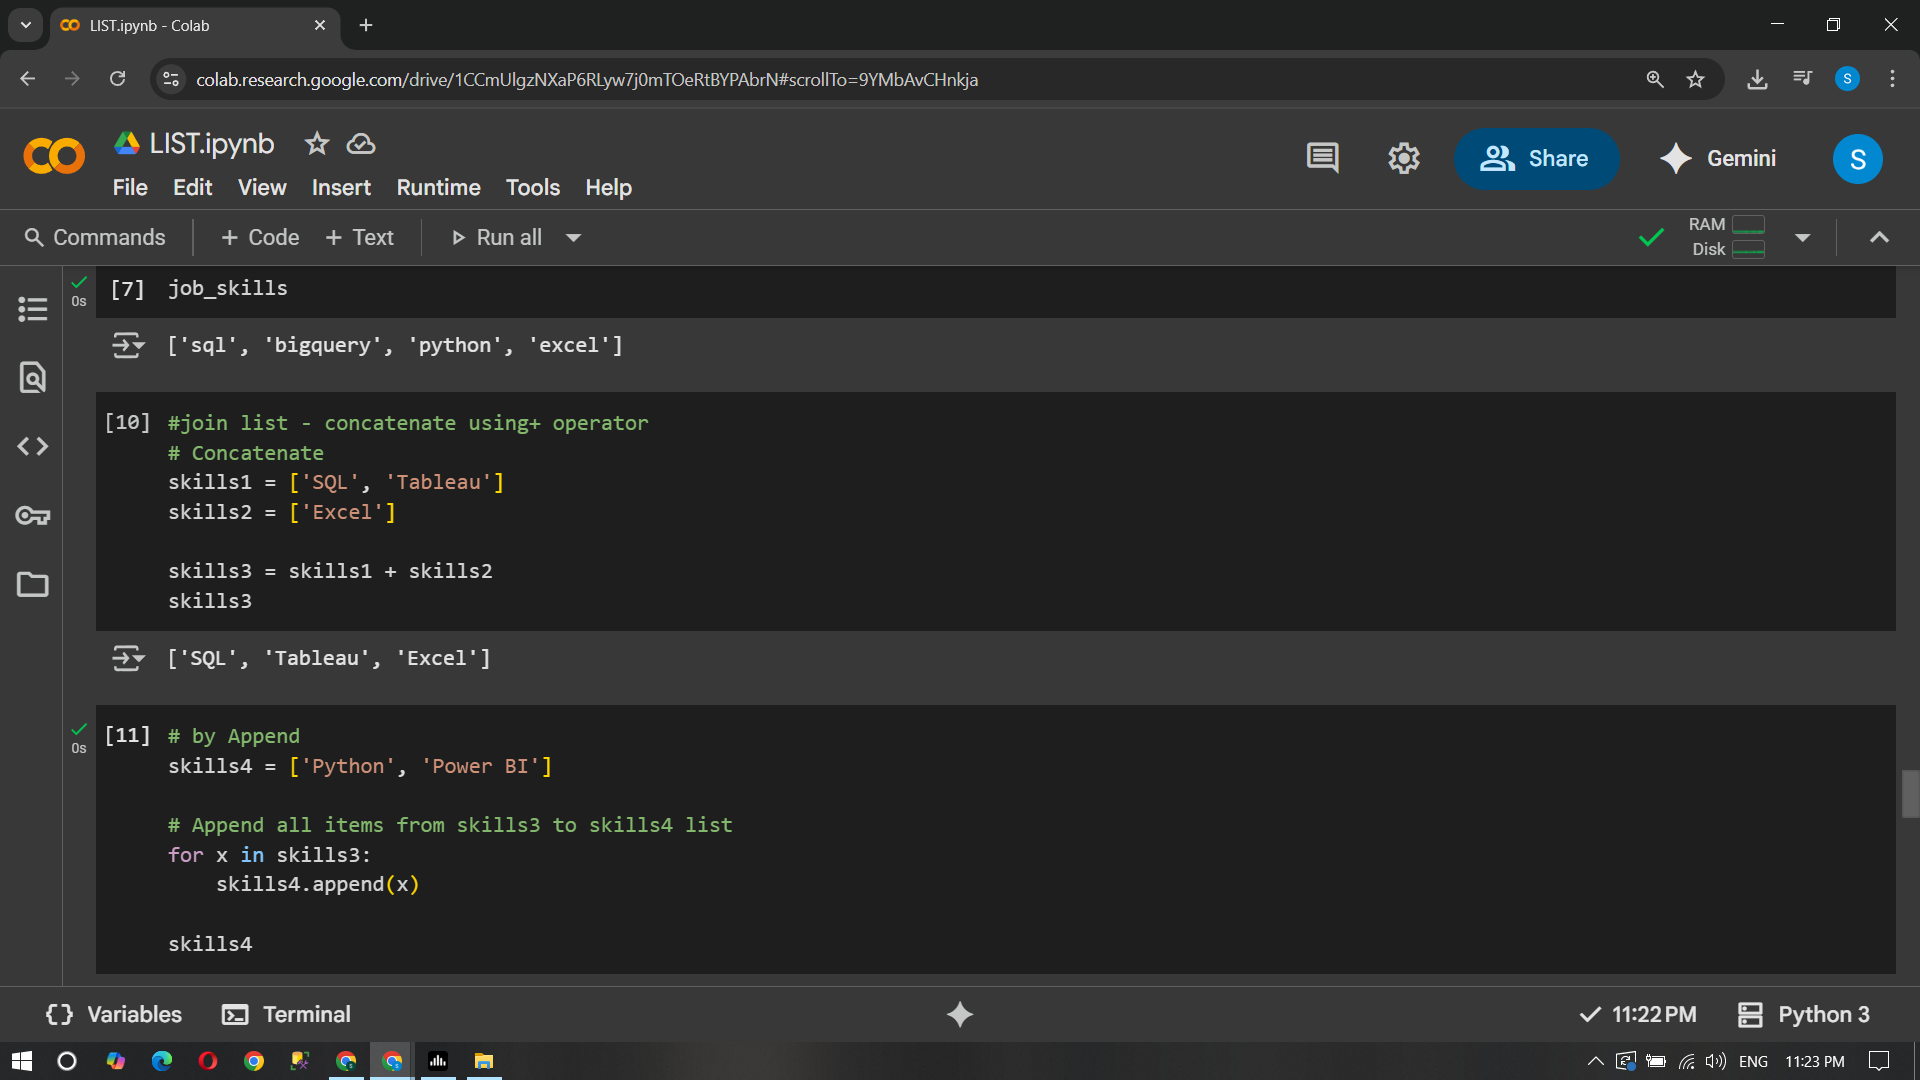 LIST.ipynb - Colab
colab.research.google.com/drive/1CCmUlgzNXaP6RLyw7j0mTOeRtBYPAbrN#scrollTo=9YMbAvCHnkja
S
LIST.ipynb
File Edit View Insert Runtime Tools Help
Share
Gemini
S
Commands + Code + Text Run all
RAM
Disk
0s
[7] job_skills
['sql', 'bigquery', 'python', 'excel']
[10] #join list - concatenate using+ operator
# Concatenate
skills1 = ['SQL', 'Tableau']
skills2 = ['Excel']
skills3 = skills1 + skills2
skills3
['SQL', 'Tableau', 'Excel']
0s
[11] # by Append
skills4 = ['Python', 'Power BI']
# Append all items from skills3 to skills4 list
for x in skills3:
    skills4.append(x)
skills4
{} Variables Terminal
11:22 PM Python 3
ENG 11:23 PM